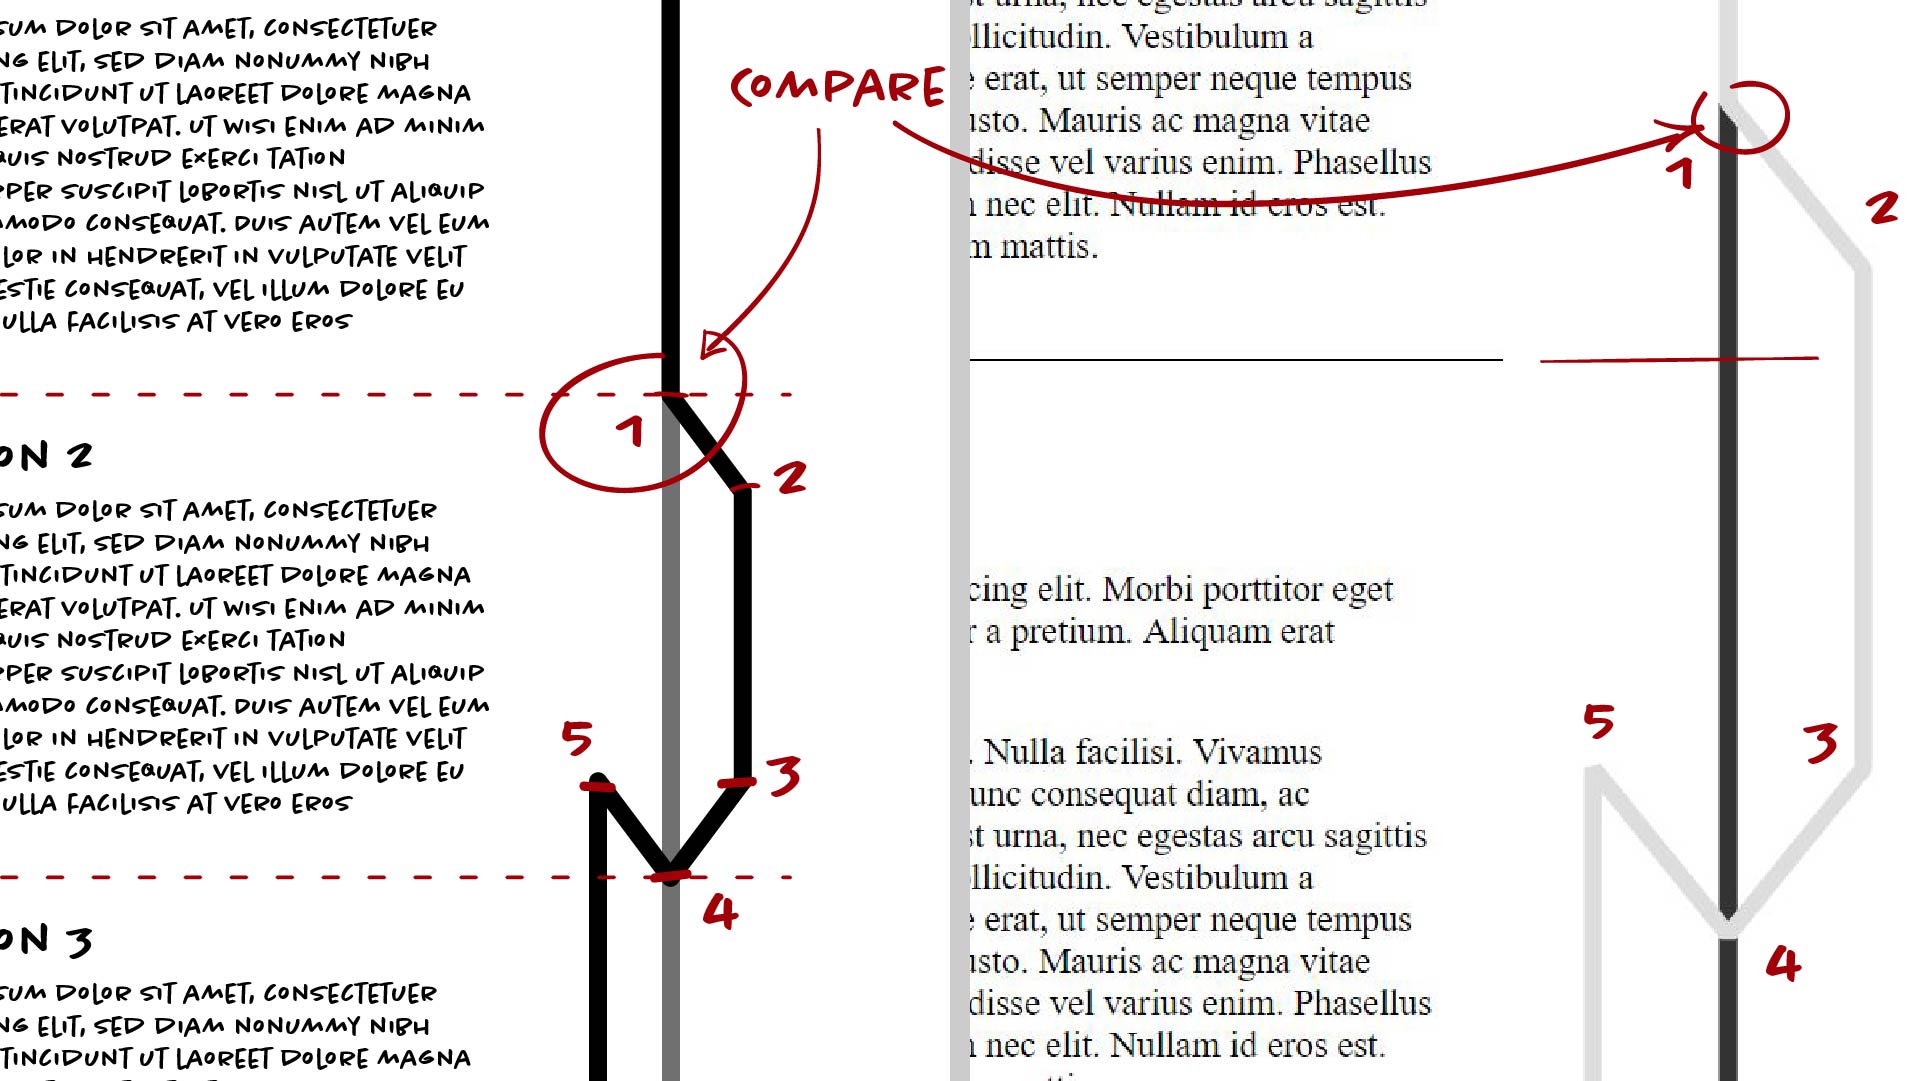 SUM DOLOR SIT AMET, CONSECTETUER
NG ELIT, SED DIAM NONUMMY NIBH
TINCIDUNT UT LAOREET DOLORE MAGNA
ERAT VOLUTPAT. UT WISI ENIM AD MINIM
QUIS NOSTRUD EXERCI TATION
PER SUSCIPIT LOBORTIS NISL UT ALIQUIP
MMODO CONSEQUAT. DUIS AUTEM VEL EUM
LOR IN HENDRERIT IN VULPUTATE VELIT
ESTIE CONSEQUAT, VEL ILLUM DOLORE EU
ULLA FACILISIS AT VERO EROS
1
2
ON 2
SUM DOLOR SIT AMET, CONSECTETUER
NG ELIT, SED DIAM NONUMMY NIBH
TINCIDUNT UT LAOREET DOLORE MAGNA
ERAT VOLUTPAT. UT WISI ENIM AD MINIM
QUIS NOSTRUD EXERCI TATION
PER SUSCIPIT LOBORTIS NISL UT ALIQUIP
MMODO CONSEQUAT. DUIS AUTEM VEL EUM
LOR IN HENDRERIT IN VULPUTATE VELIT
ESTIE CONSEQUAT, VEL ILLUM DOLORE EU
ULLA FACILISIS AT VERO EROS
5
3
4
ON 3
SUM DOLOR SIT AMET, CONSECTETUER
NG ELIT, SED DIAM NONUMMY NIBH
TINCIDUNT UT LAOREET DOLORE MAGNA
COMPARE
t urna, nec egestas arcu sagittis
llicitudin. Vestibulum a
erat, ut semper neque tempus
usto. Mauris ac magna vitae
disse vel varius enim. Phasellus
nec elit. Nullam id eros est.
m mattis.
1
2
cing elit. Morbi porttitor eget
r a pretium. Aliquam erat
. Nulla facilisi. Vivamus
unc consequat diam, ac
st urna, nec egestas arcu sagittis
llicitudin. Vestibulum a
erat, ut semper neque tempus
usto. Mauris ac magna vitae
disse vel varius enim. Phasellus
nec elit. Nullam id eros est.
5
3
4